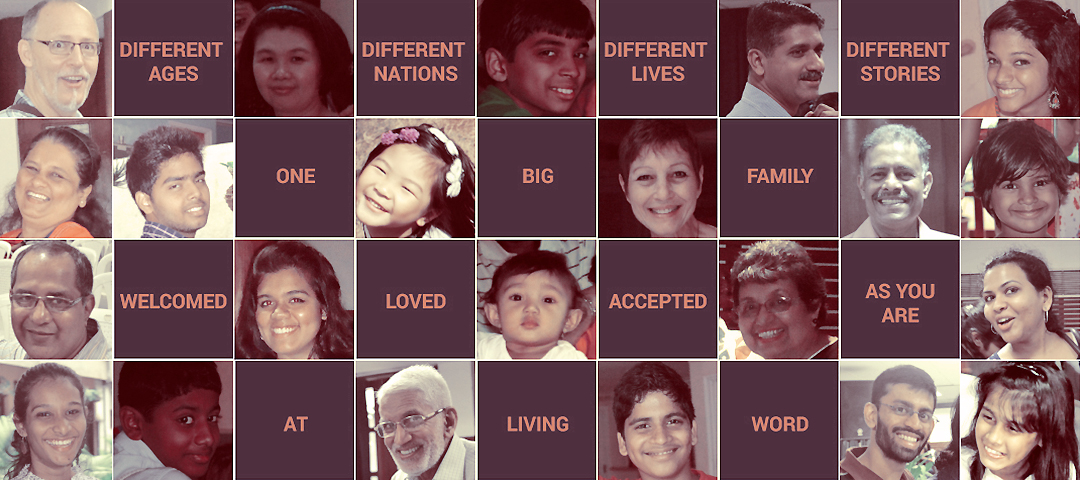 DIFFERENT
AGES
DIFFERENT
NATIONS
DIFFERENT
LIVES
DIFFERENT
STORIES
ONE
BIG
FAMILY
WELCOMED
LOVED
ACCEPTED
AS YOU
ARE
AT
LIVING
WORD